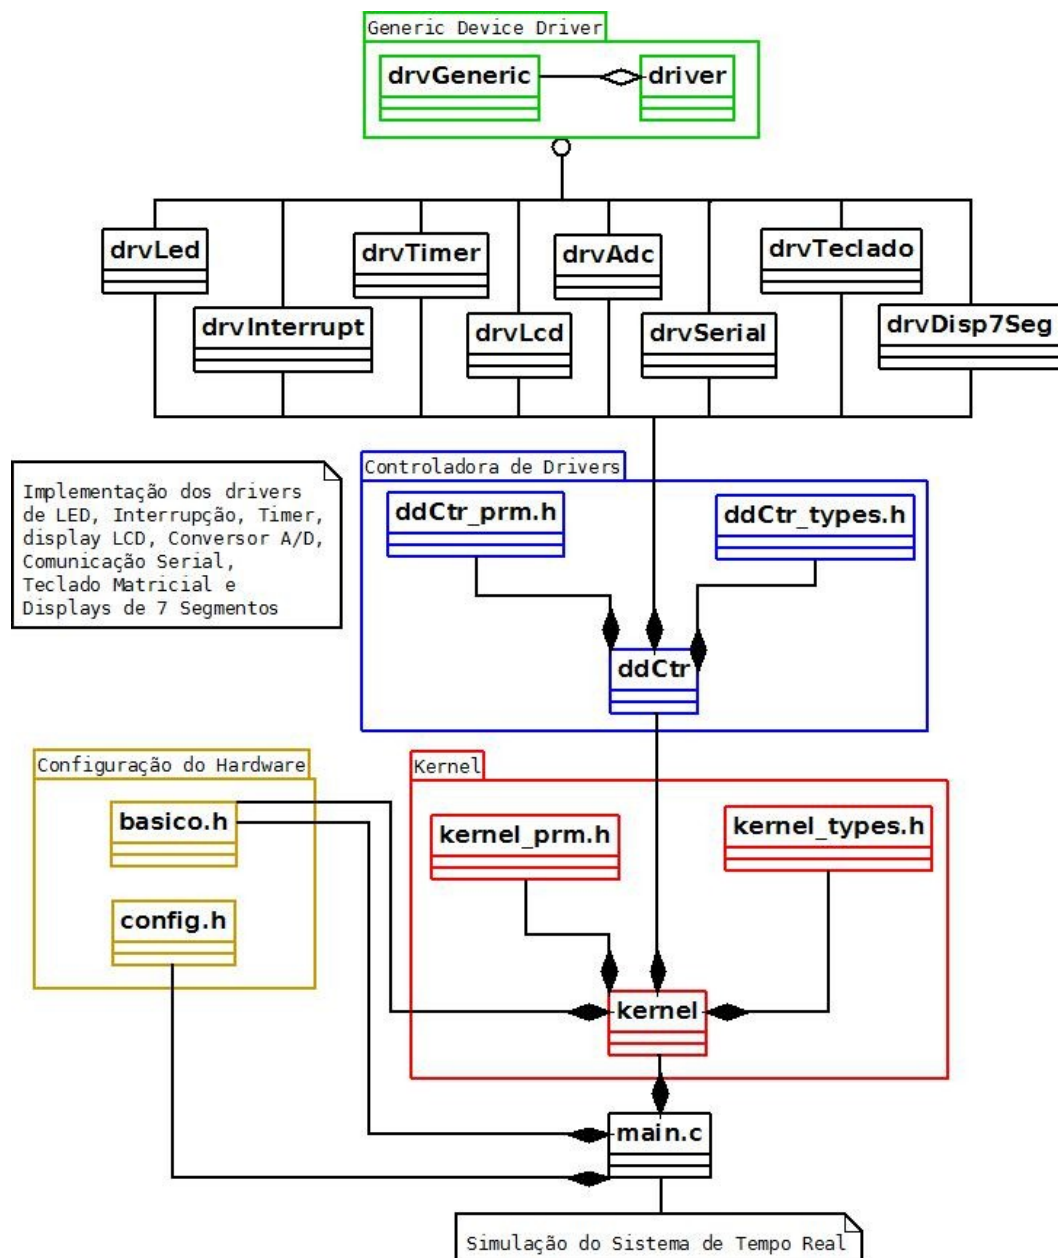 Generic Device Driver
drvGeneric
driver
drvLed
drvTimer
drvAdc
drvTeclado
drvInterrupt
drvLcd
drvSerial
drvDisp7Seg
Implementação dos drivers
de LED, Interrupção, Timer,
display LCD, Conversor A/D,
Comunicação Serial,
Teclado Matricial e
Displays de 7 Segmentos
Controladora de Drivers
ddCtr_prm.h
ddCtr_types.h
ddCtr
Configuração do Hardware
basico.h
config.h
Kernel
kernel_prm.h
kernel_types.h
kernel
main.c
Simulação do Sistema de Tempo Real